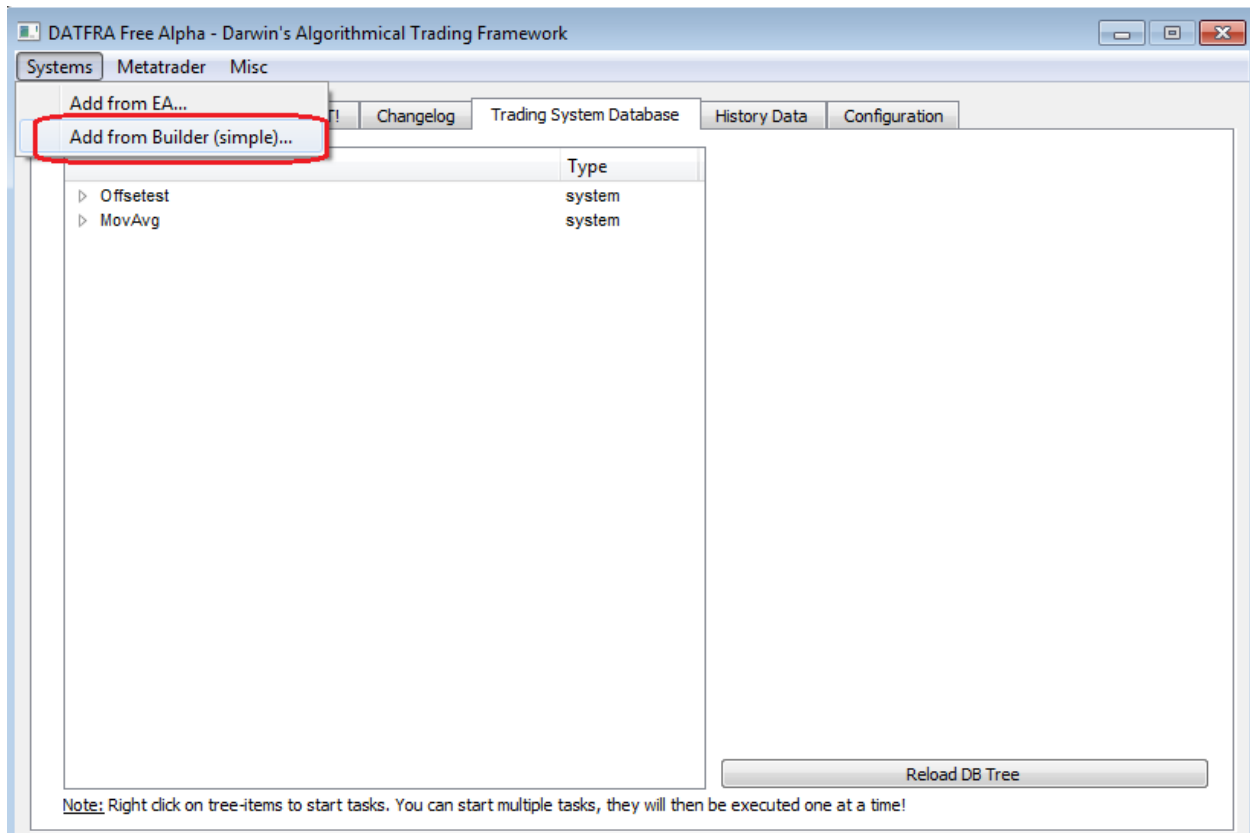 DATFRA Free Alpha - Darwin's Algorithmical Trading Framework
Systems Metatrader Misc
Add from EA...
T! Changelog Trading System Database History Data Configuration
Add from Builder (simple)...
Type
Offsetest system
MovAvg system
Reload DB Tree
Note: Right click on tree-items to start tasks. You can start multiple tasks, they will then be executed one at a time!